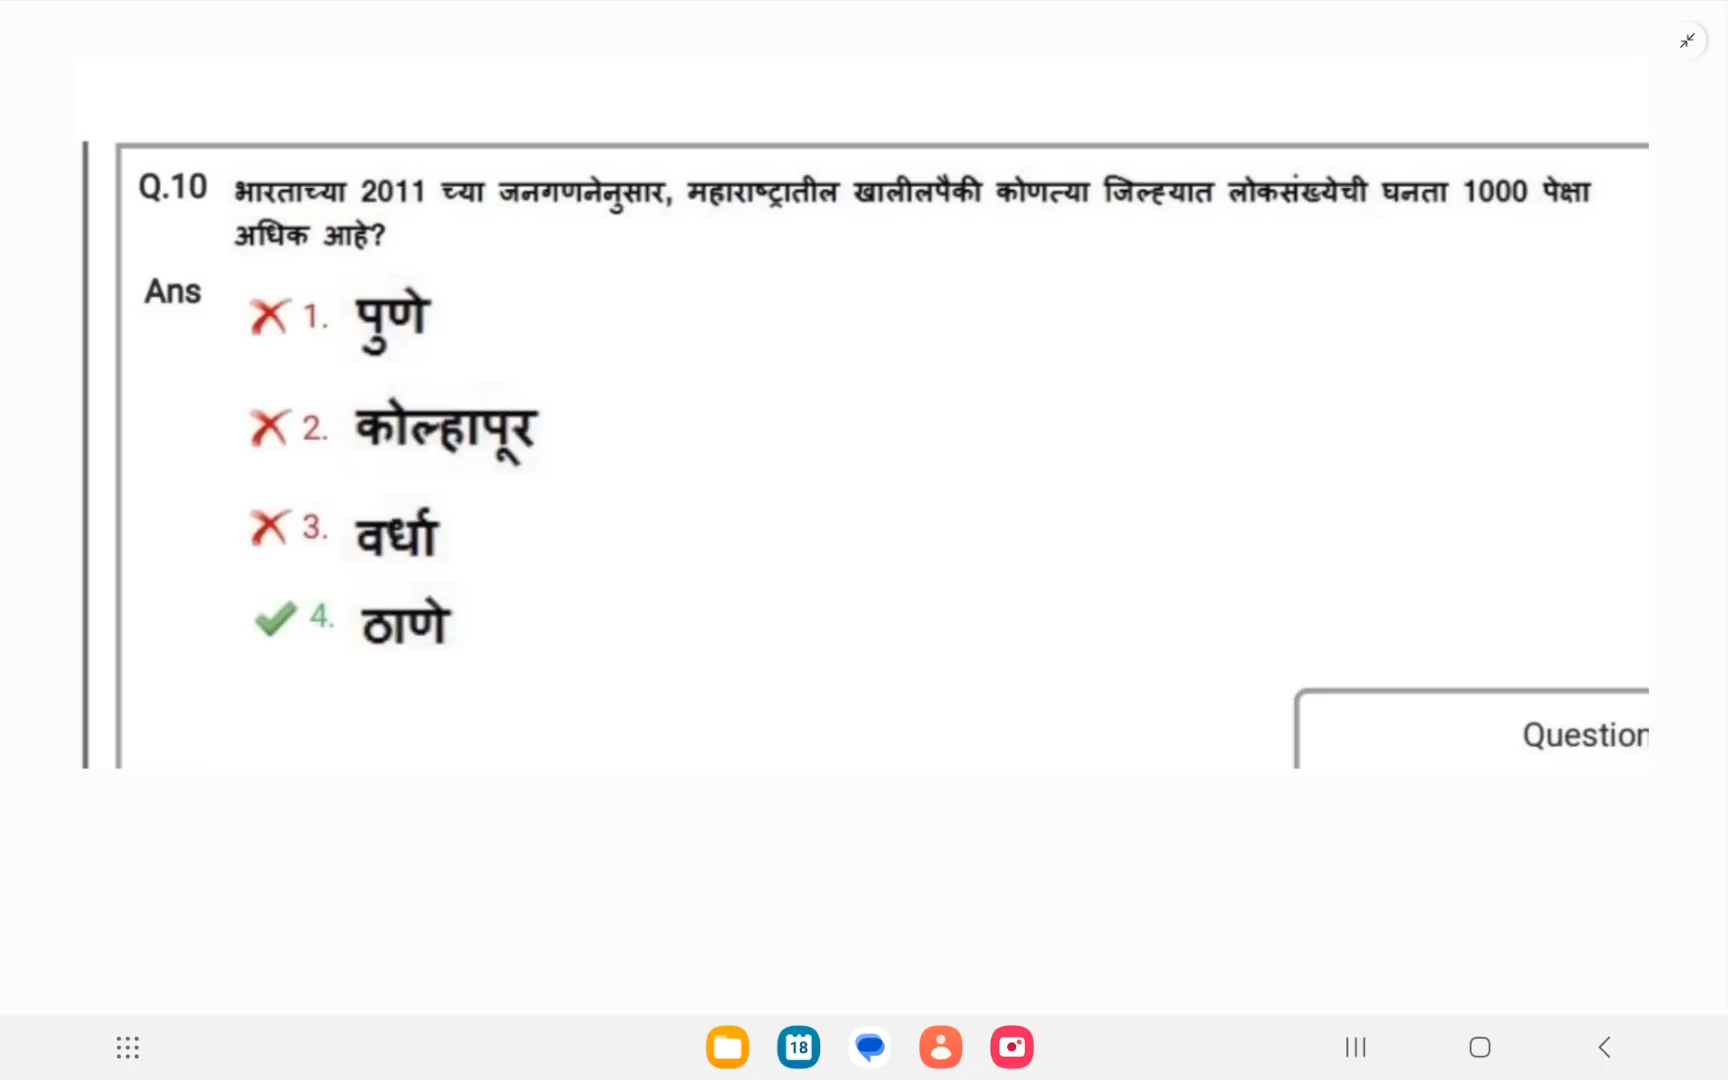 Q.10 भारताच्या 2011 च्या जनगणनेनुसार, महाराष्ट्रातील खालीलपैकी कोणत्या जिल्ह्यात लोकसंख्येची घनता 1000 पेक्षा
अधिक आहे?
Ans
1. पुणे
2. कोल्हापूर
3. वर्धा
4. ठाणे
Question
18